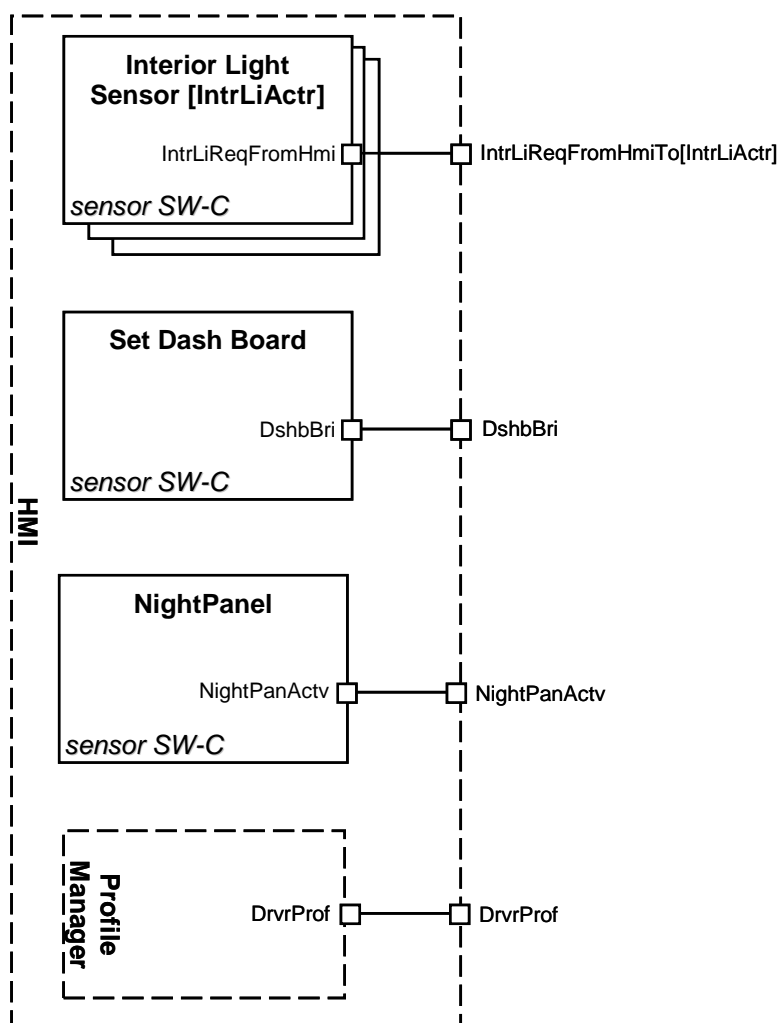 Interior Light
Sensor [IntrLiActr]
IntrLiReqFromHmi
IntrLiReqFromHmiTo[IntrLiActr]
sensor SW-C
Set Dash Board
DshbBri
DshbBri
sensor SW-C
HMI
NightPanel
NightPanActv
NightPanActv
sensor SW-C
Profile
Manager
DrvrProf
DrvrProf